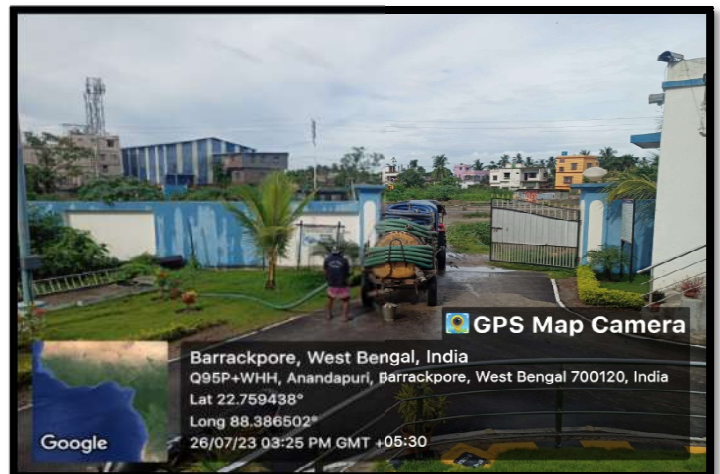 GPS Map Camera
Barrackpore, West Bengal, India
Q95P+WHH, Anandapuri, Barrackpore, West Bengal 700120, India
Lat 22.759438°
Long 88.386502°
26/07/23 03:25 PM GMT +05:30
Google